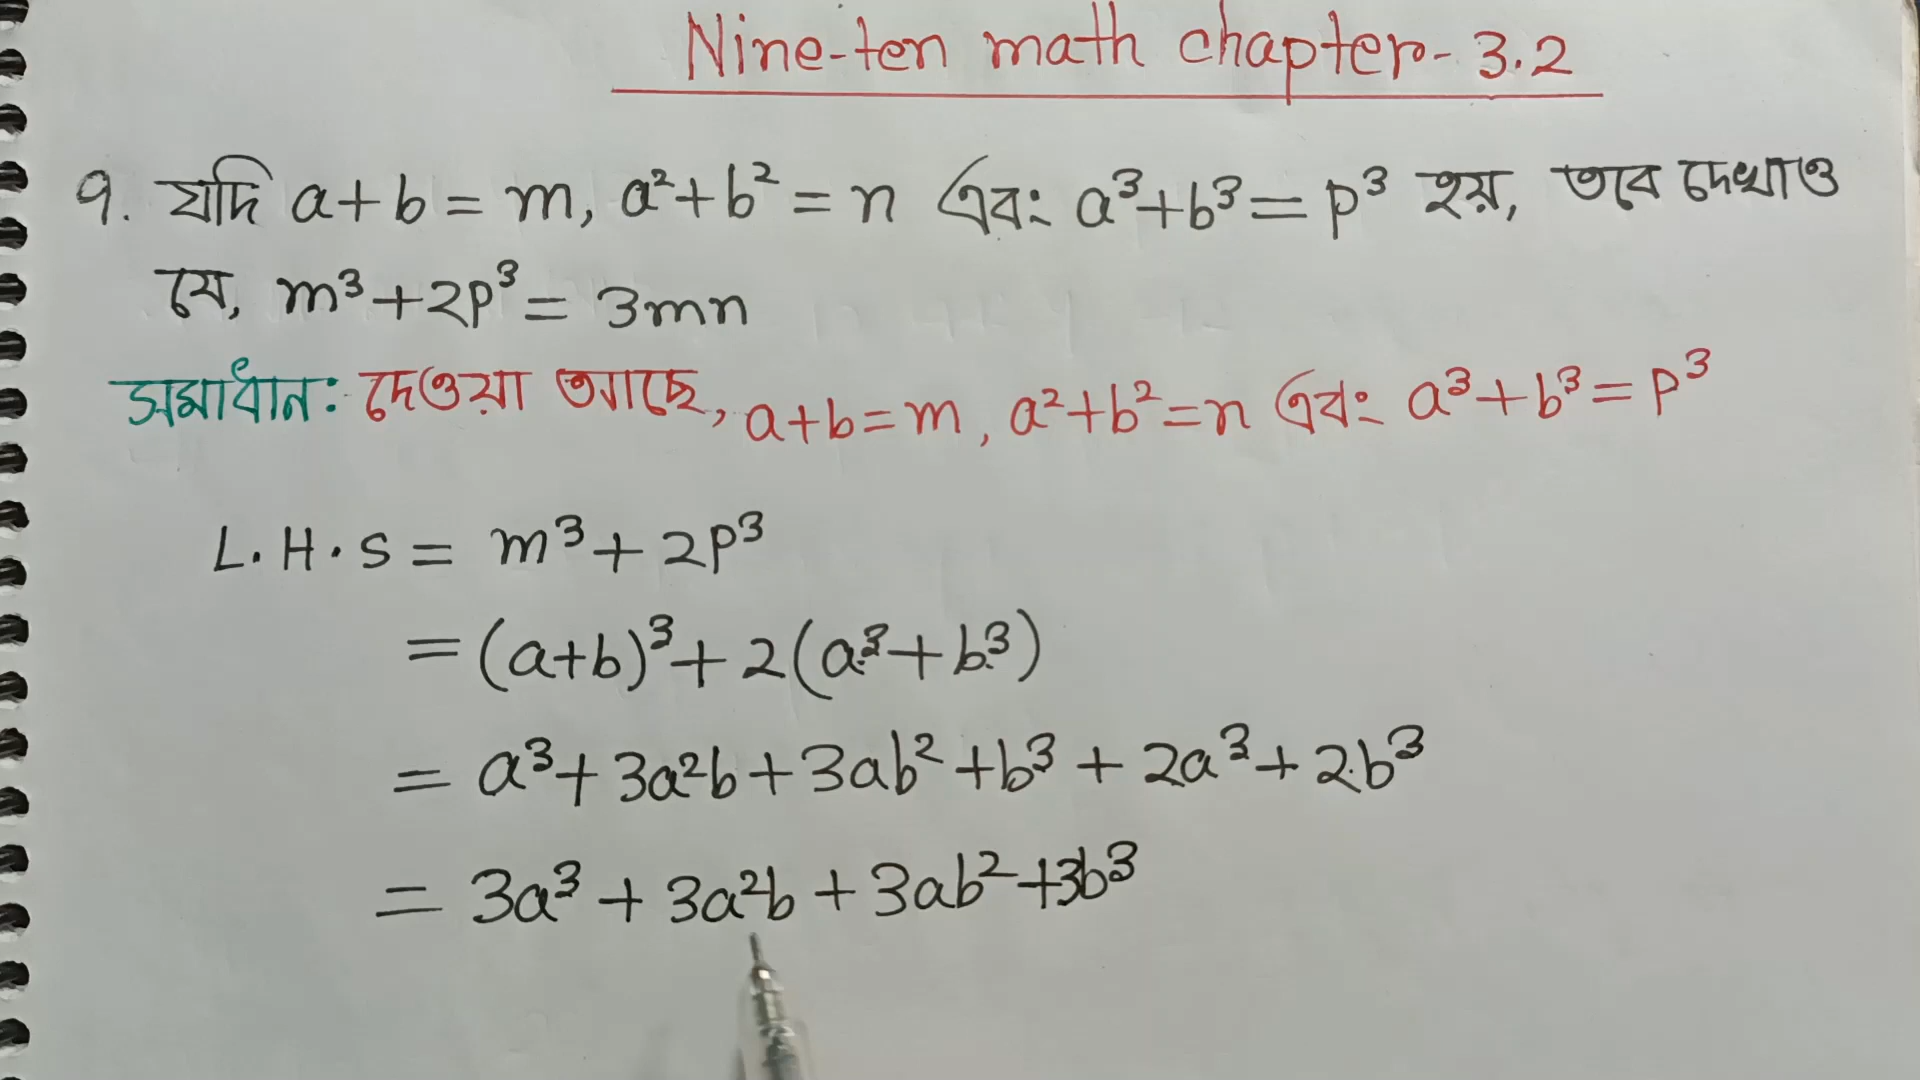 Nine-ten math chapter-3.2
9. যদি a+b=m, a²+b²=n এবং a³+b³=p³ হয়, তবে দেখাও
যে, m³+2p³=3mn
সমাধান: দেওয়া আছে, a+b=m, a²+b²=n এবং a³+b³=p³
L.H.S = m³+2p³
=(a+b)³+2(a³+b³)
= a³+3a²b+3ab²+b³+2a³+2.b³
= 3a³+3a²b+3ab²+3b³